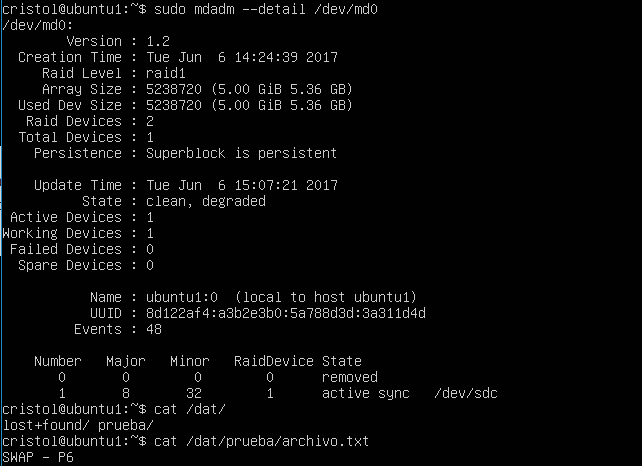 cristol@ubuntu1:~$ sudo mdadm --detail /dev/md0
/dev/md0:
Version : 1.2
Creation Time : Tue Jun  6 14:24:39 2017
Raid Level : raid1
Array Size : 5238720 (5.00 GiB 5.36 GB)
Used Dev Size : 5238720 (5.00 GiB 5.36 GB)
Raid Devices : 2
Total Devices : 1
Persistence : Superblock is persistent
Update Time : Tue Jun  6 15:07:21 2017
State : clean, degraded
Active Devices : 1
Working Devices : 1
Failed Devices : 0
Spare Devices : 0
Name : ubuntu1:0  (local to host ubuntu1)
UUID : 8d122af4:a3b2e3b0:5a788d3d:3a311d4d
Events : 48
Number   Major   Minor   RaidDevice State
0        0        0        0      removed
1        8       32        1      active sync   /dev/sdc
cristol@ubuntu1:~$ cat /dat/
lost+found/ prueba/
cristol@ubuntu1:~$ cat /dat/prueba/archivo.txt
SWAP - P6